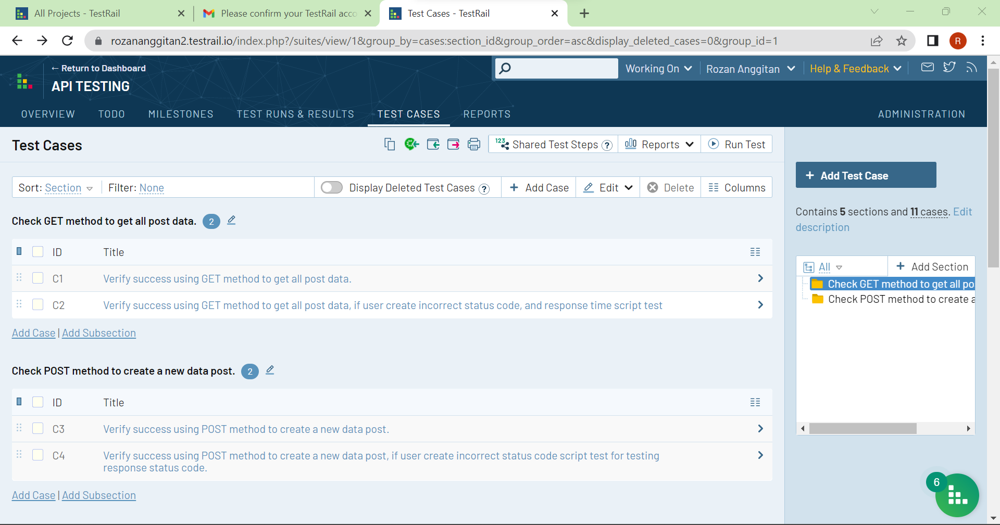 All Projects - TestRail
Please confirm your TestRail acco
Test Cases - TestRail
rozananggitan2.testrail.io/index.php?/suites/view/1&group_by=cases:section_id&group_order=asc&display_deleted_cases=0&group_id=1
R
← Return to Dashboard
API TESTING
Working On
Rozan Anggitan
Help & Feedback
OVERVIEW
TODO
MILESTONES
TEST RUNS & RESULTS
TEST CASES
REPORTS
ADMINISTRATION
Test Cases
123
Shared Test Steps ?
Reports
Run Test
Sort: Section
Filter: None
Display Deleted Test Cases ?
+ Add Case
Edit
Delete
Columns
Check GET method to get all post data. 2
ID Title
C1 Verify success using GET method to get all post data.
C2 Verify success using GET method to get all post data, if user create incorrect status code, and response time script test
Add Case | Add Subsection
Check POST method to create a new data post. 2
ID Title
C3 Verify success using POST method to create a new data post.
C4 Verify success using POST method to create a new data post, if user create incorrect status code script test for testing
response status code.
Add Case | Add Subsection
+ Add Test Case
Contains 5 sections and 11 cases. Edit
description
All
+ Add Section
Check GET method to get all po
Check POST method to create a
6